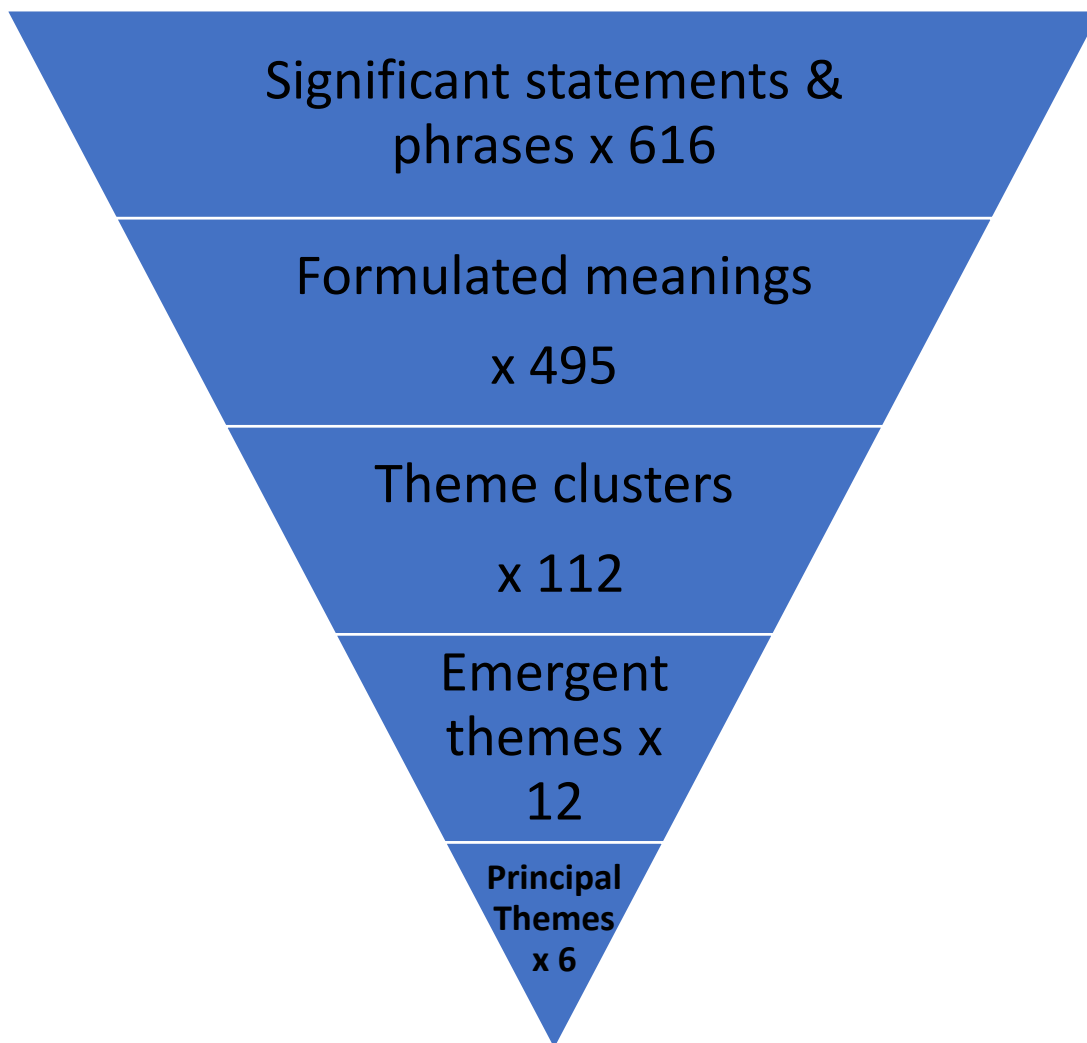 Significant statements &
phrases x 616
Formulated meanings
x 495
Theme clusters
x 112
Emergent
themes x
12
Principal
Themes
x 6